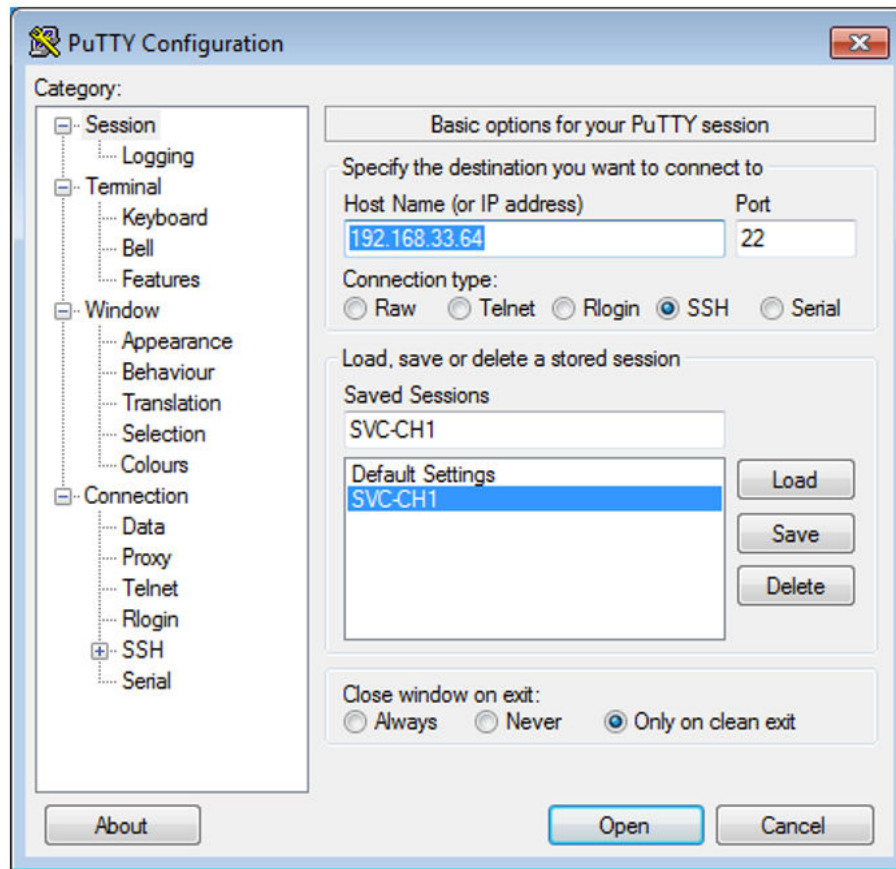 PuTTY Configuration
Category:
Session
Logging
Terminal
Keyboard
Bell
Features
Window
Appearance
Behaviour
Translation
Selection
Colours
Connection
Data
Proxy
Telnet
Rlogin
SSH
Serial
Basic options for your PuTTY session
Specify the destination you want to connect to
Host Name (or IP address) Port
192.168.33.64 22
Connection type:
Raw Telnet Rlogin SSH Serial
Load, save or delete a stored session
Saved Sessions
SVC-CH1
Default Settings
SVC-CH1
Load
Save
Delete
Close window on exit:
Always Never Only on clean exit
About Open Cancel